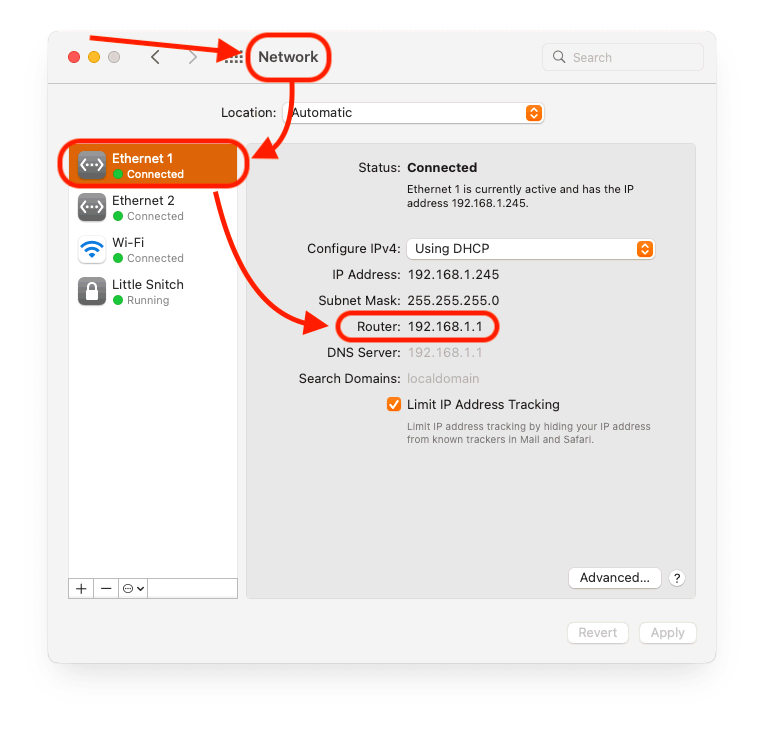 Network
Search
Location: Automatic
Ethernet 1
Connected
Ethernet 2
Connected
Wi-Fi
Connected
Little Snitch
Running
Status: Connected
Ethernet 1 is currently active and has the IP
address 192.168.1.245.
Configure IPv4: Using DHCP
IP Address: 192.168.1.245
Subnet Mask: 255.255.255.0
Router: 192.168.1.1
DNS Server: 192.168.1.1
Search Domains: localdomain
Limit IP Address Tracking
Limit IP address tracking by hiding your IP address
from known trackers in Mail and Safari.
Advanced... ?
Revert Apply